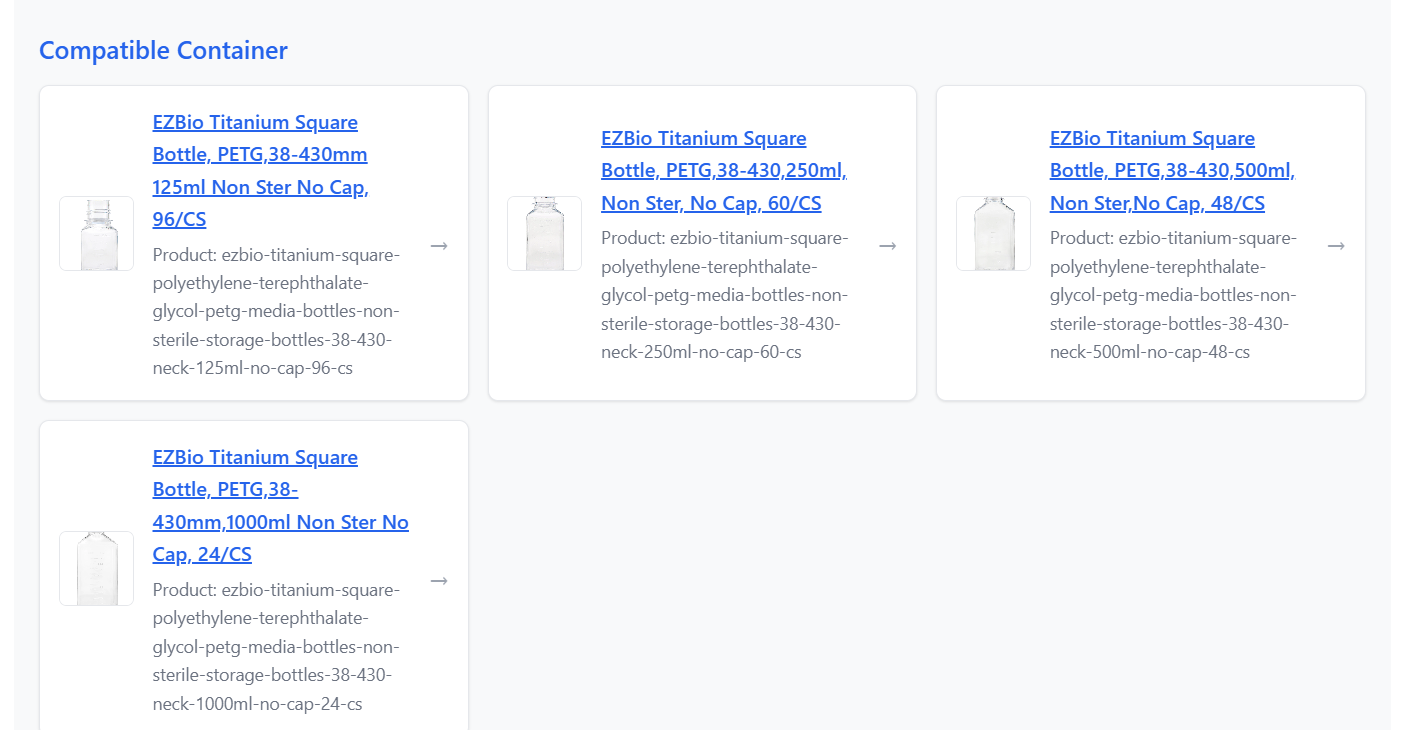 Compatible Container
EZBio Titanium Square
Bottle, PETG,38-430mm
125ml Non Ster No Cap,
96/CS
Product: ezbio-titanium-square-
polyethylene-terephthalate-
glycol-petg-media-bottles-non-
sterile-storage-bottles-38-430-
neck-125ml-no-cap-96-cs
→
EZBio Titanium Square
Bottle, PETG,38-430,250ml,
Non Ster, No Cap, 60/CS
Product: ezbio-titanium-square-
polyethylene-terephthalate-
glycol-petg-media-bottles-non-
sterile-storage-bottles-38-430-
neck-250ml-no-cap-60-cs
→
EZBio Titanium Square
Bottle, PETG,38-430,500ml,
Non Ster,No Cap, 48/CS
Product: ezbio-titanium-square-
polyethylene-terephthalate-
glycol-petg-media-bottles-non-
sterile-storage-bottles-38-430-
neck-500ml-no-cap-48-cs
→
EZBio Titanium Square
Bottle, PETG,38-
430mm,1000ml Non Ster No
Cap, 24/CS
Product: ezbio-titanium-square-
polyethylene-terephthalate-
glycol-petg-media-bottles-non-
sterile-storage-bottles-38-430-
neck-1000ml-no-cap-24-cs
→